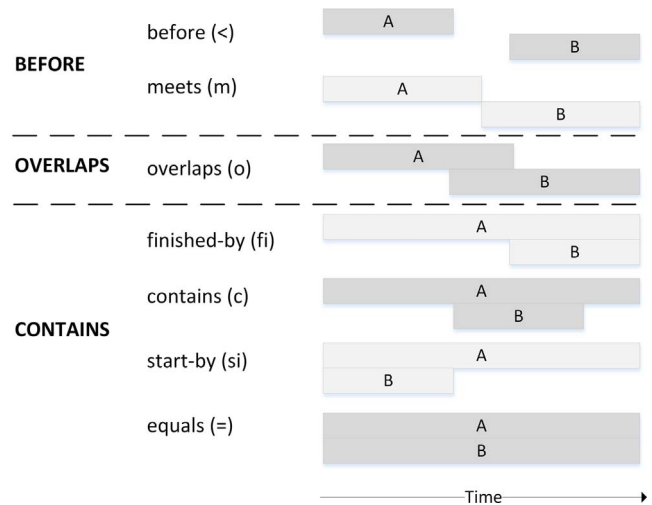 before (<)
A
B
BEFORE
meets (m)
A
B
OVERLAPS
overlaps (o)
A
B
finished-by (fi)
A
B
contains (c)
A
B
CONTAINS
start-by (si)
A
B
equals (=)
A
B
Time